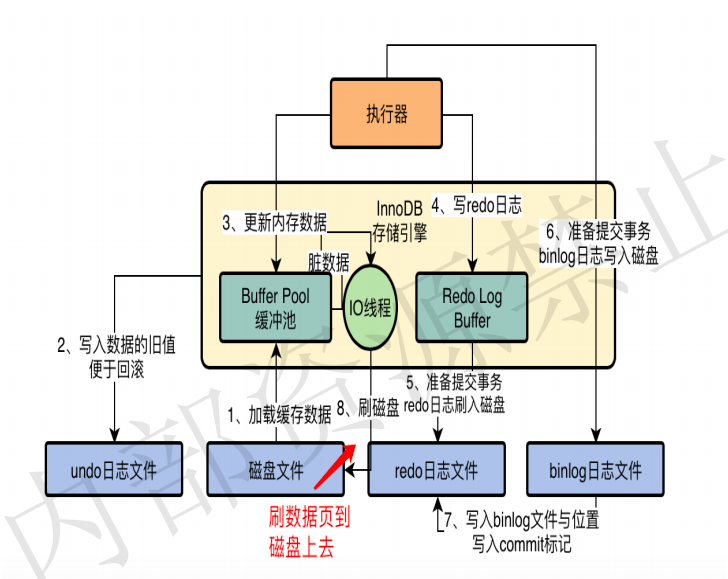 执行器
InnoDB
存储引擎
4、写redo日志
3、更新内存数据
6、准备提交事务
binlog日志写入磁盘
脏数据
Buffer Pool
缓冲池
IO线程
Redo Log
Buffer
2、写入数据的旧值
便于回滚
5、准备提交事务
redo日志刷入磁盘
1、加载缓存数据
8、刷磁盘
undo日志文件
磁盘文件
redo日志文件
binlog日志文件
刷数据页到
磁盘上去
7、写入binlog文件与位置
写入commit标记
内部资源禁止